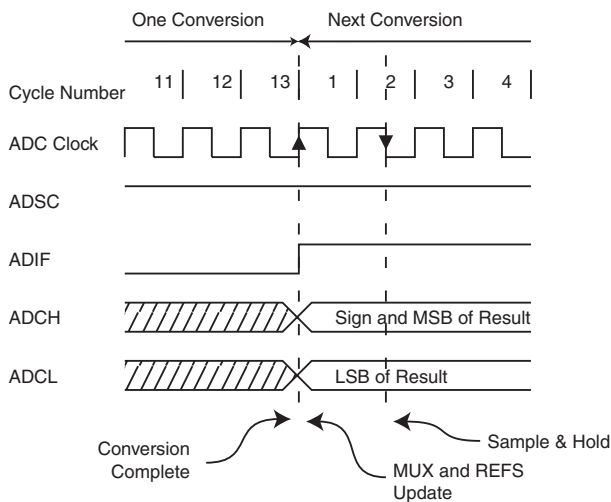 One Conversion Next Conversion
Cycle Number 11 12 13 1 2 3 4
ADC Clock
ADSC
ADIF
ADCH Sign and MSB of Result
ADCL LSB of Result
Conversion
Complete
MUX and REFS
Update
Sample & Hold